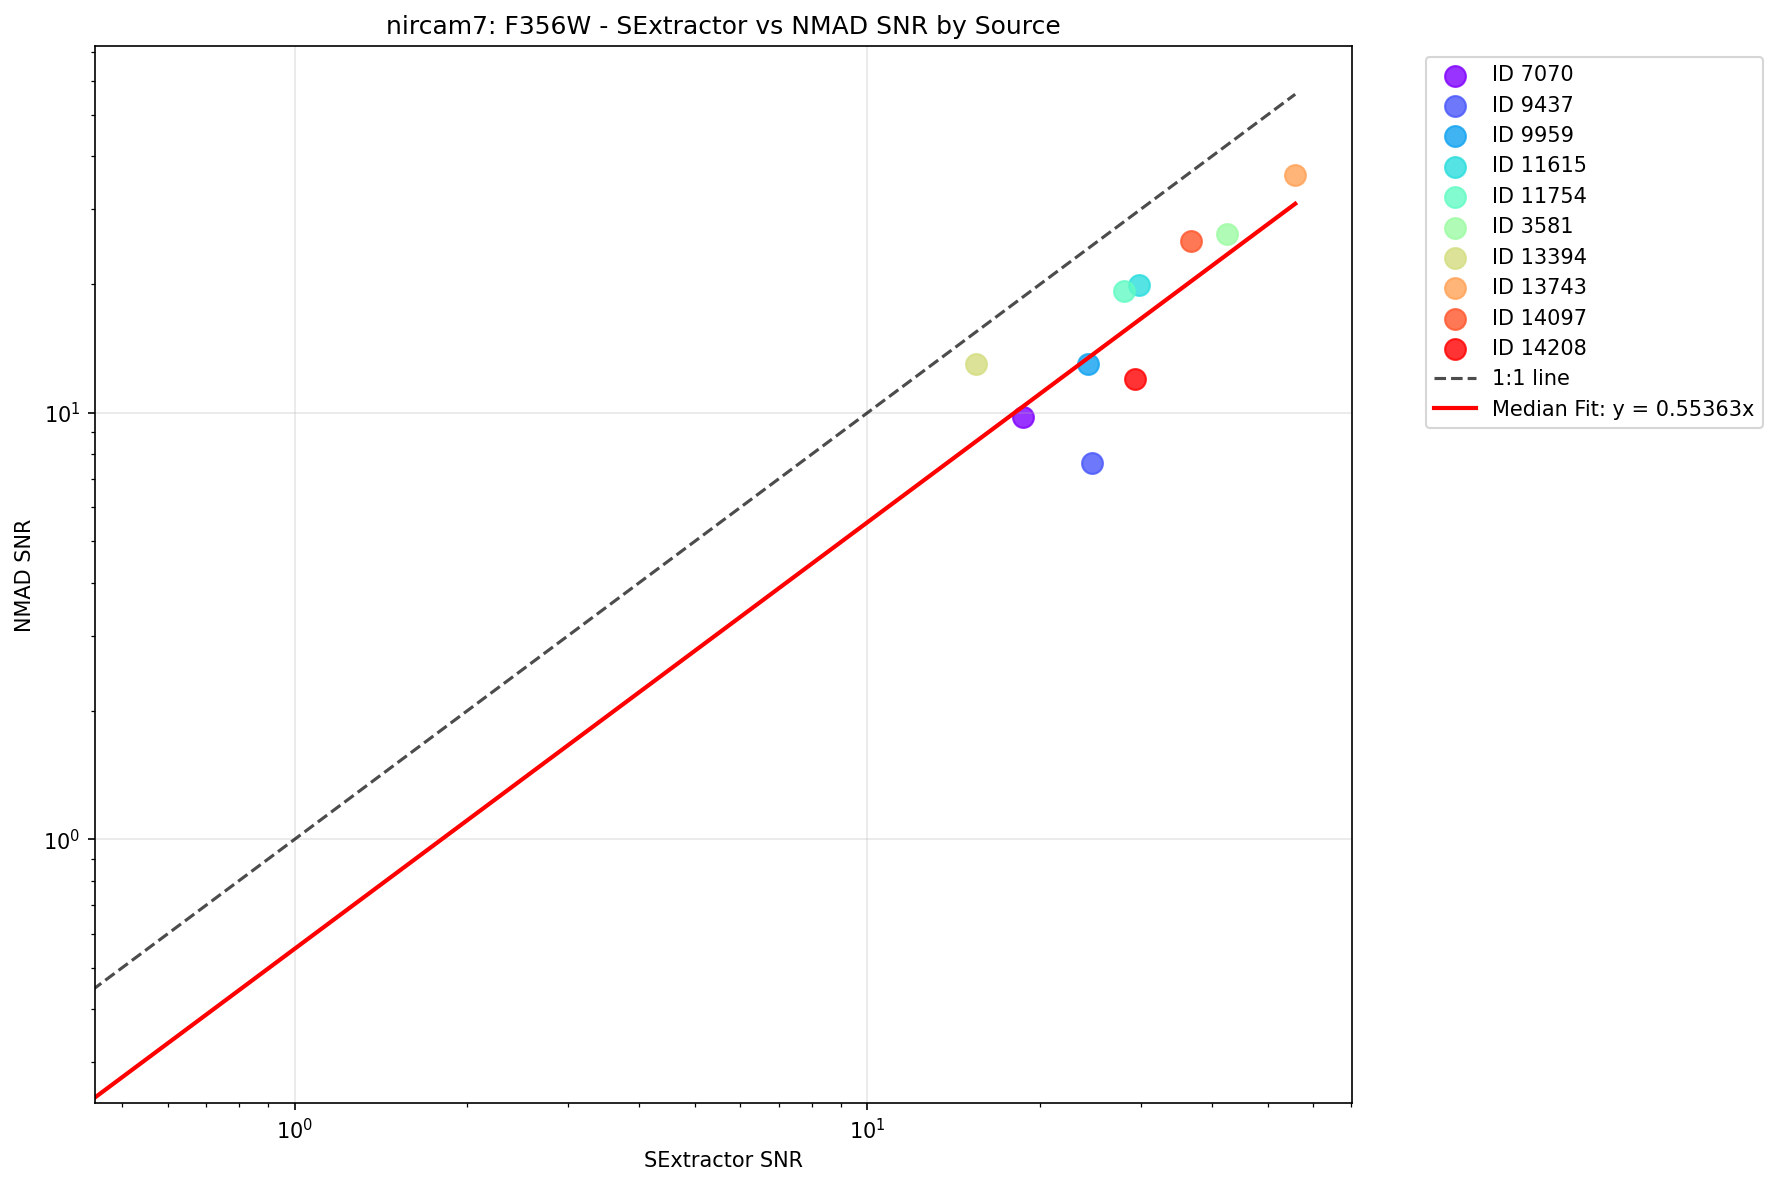 nircam7: F356W - SExtractor vs NMAD SNR by Source
ID 7070
ID 9437
ID 9959
ID 11615
ID 11754
ID 3581
ID 13394
ID 13743
ID 14097
ID 14208
1:1 line
Median Fit: y = 0.55363x
NMAD SNR
10¹
10⁰
10⁰
10¹
SExtractor SNR